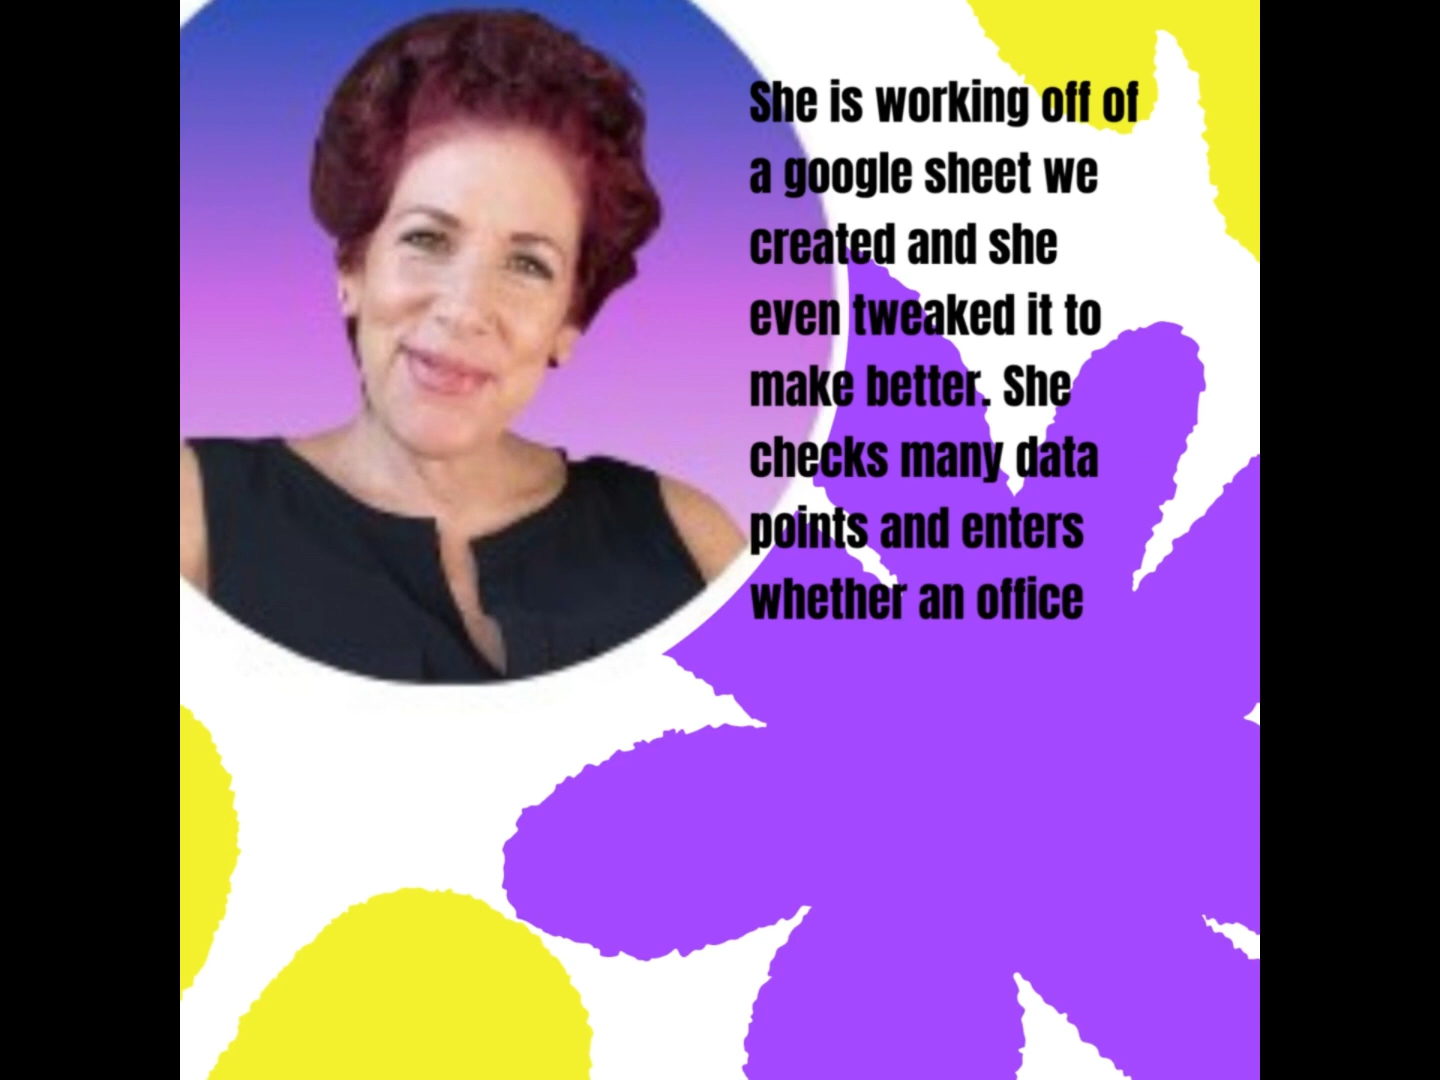 She is working off of
a google sheet we
created and she
even tweaked it to
make better. She
checks many data
points and enters
whether an office